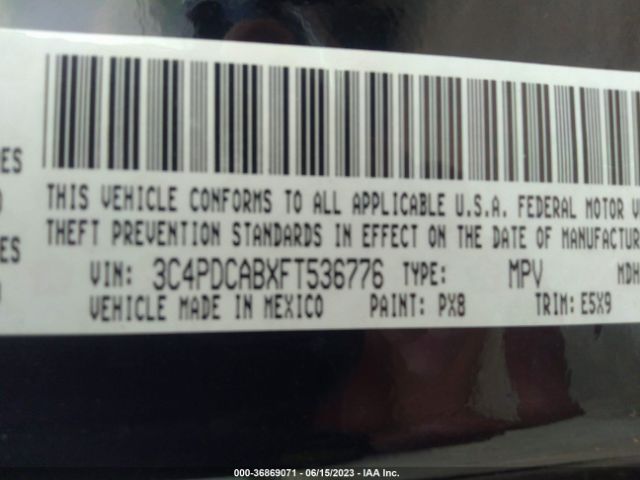 ES
THIS VEHICLE CONFORMS TO ALL APPLICABLE U.S.A. FEDERAL MOTOR V
THEFT PREVENTION STANDARDS IN EFFECT ON THE DATE OF MANUFACTUR
ES
VIN: 3C4PDCABXFT536776 TYPE: MPV MDH
VEHICLE MADE IN MEXICO PAINT: PX8 TRIM: E5X9
000-36869071 - 06/15/2023 - IAA Inc.